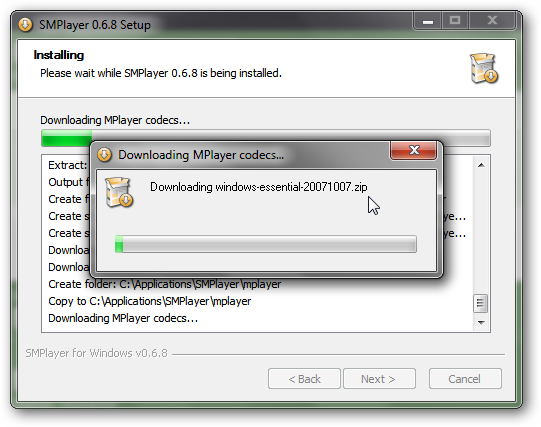 SMPlayer 0.6.8 Setup
Installing
Please wait while SMPlayer 0.6.8 is being installed.
Downloading MPlayer codecs...
Downloading MPlayer codecs...
Downloading windows-essential-20071007.zip
Extract:
Output f
Create f
Create s
ye...
Create s
ye...
Downloa
Downloa
Create folder: C:\Applications\SMPlayer\mplayer
Copy to C:\Applications\SMPlayer\mplayer
Downloading MPlayer codecs...
SMPlayer for Windows v0.6.8
< Back
Next >
Cancel